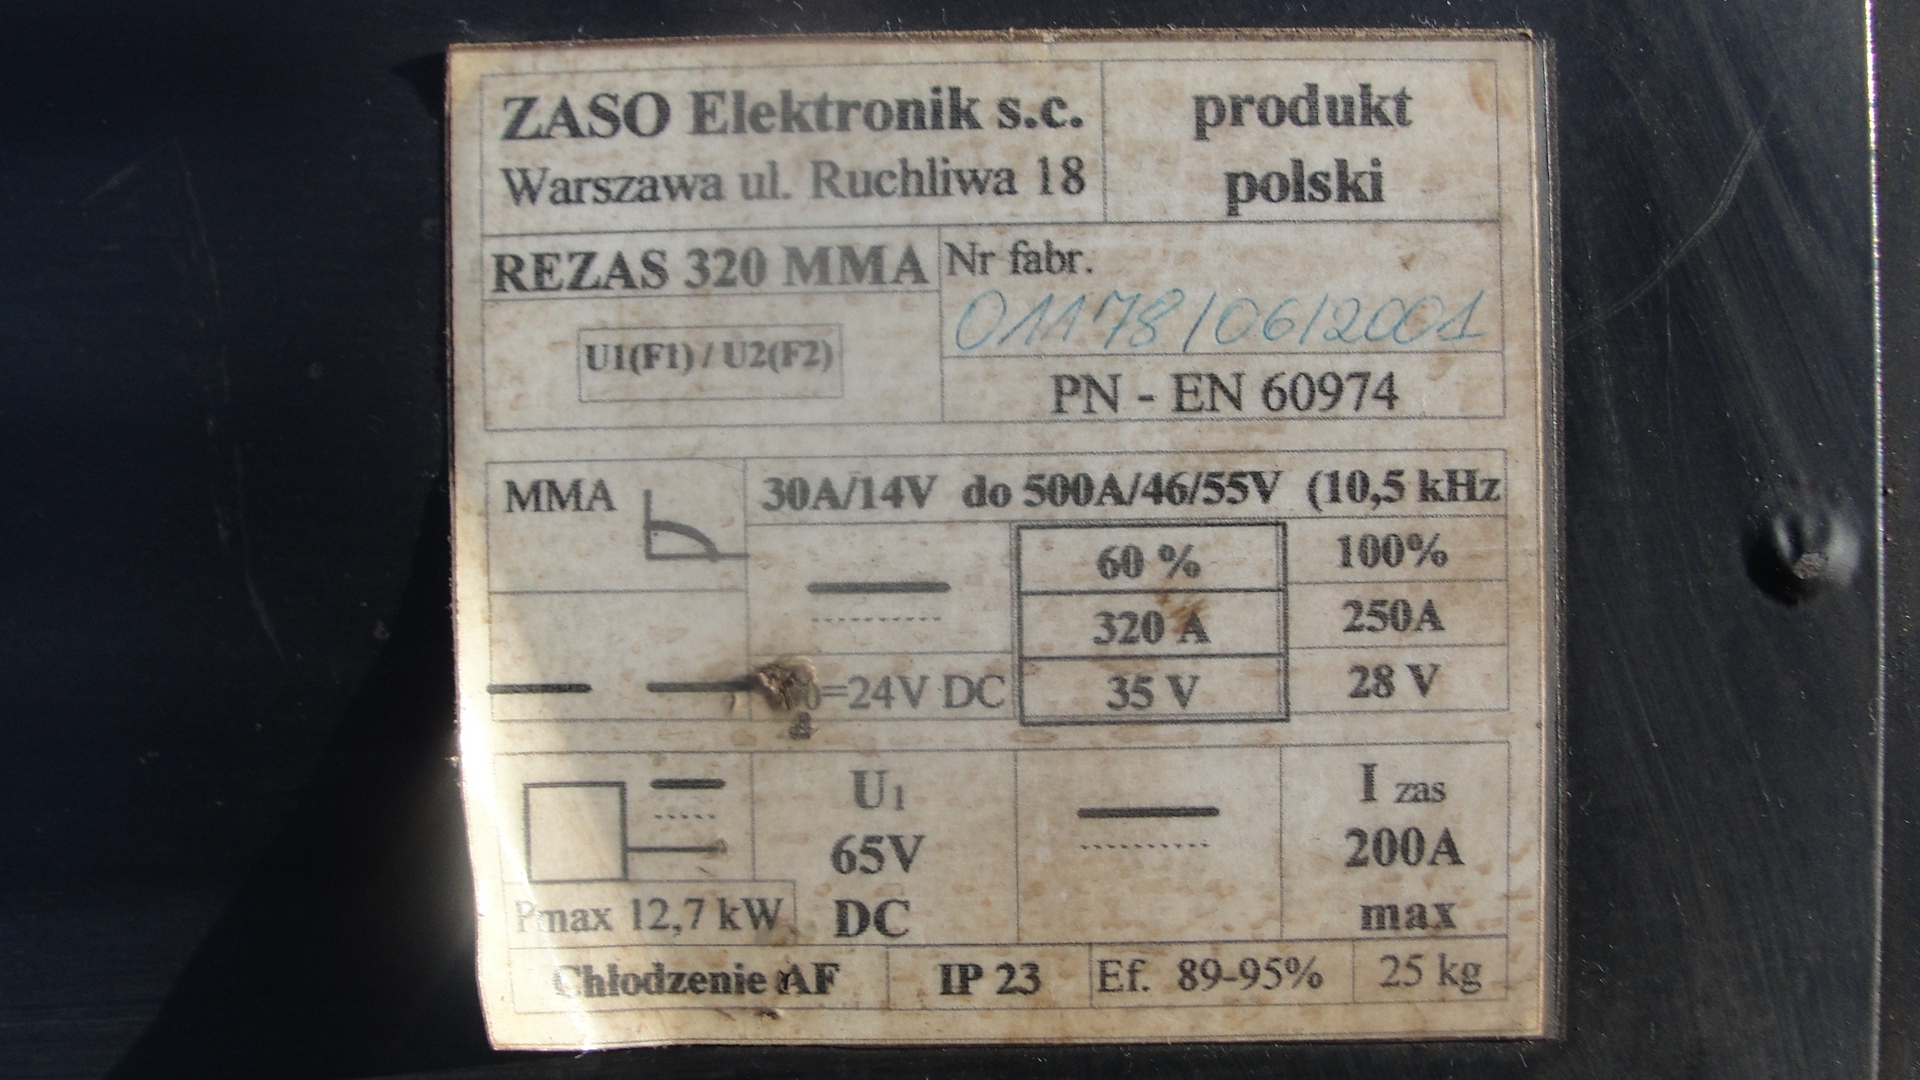 ZASO Elektronik s.c.
Warszawa ul. Ruchliwa 18
produkt
polski
REZAS 320 MMA
U1(F1) / U2(F2)
Nr fabr.
01178/06/2001
PN - EN 60974
MMA
30A/14V do 500A/46/55V (10,5 kHz
60 %
100%
320 A
250A
=24V DC
35 V
28 V
U1
65V
DC
I zas
200A
max
Pmax 12,7 kW
Chłodzenie AF
IP 23
Ef. 89-95%
25 kg